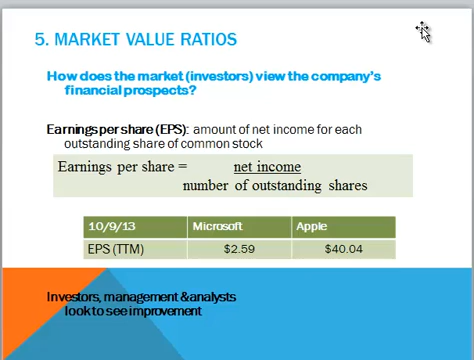 5. MARKET VALUE RATIOS
How does the market (investors) view the company's
financial prospects?
Earnings per share (EPS): amount of net income for each
outstanding share of common stock
Earnings per share = net income
number of outstanding shares
10/9/13 Microsoft Apple
EPS (TTM) $2.59 $40.04
Investors, management & analysts
look to see improvement